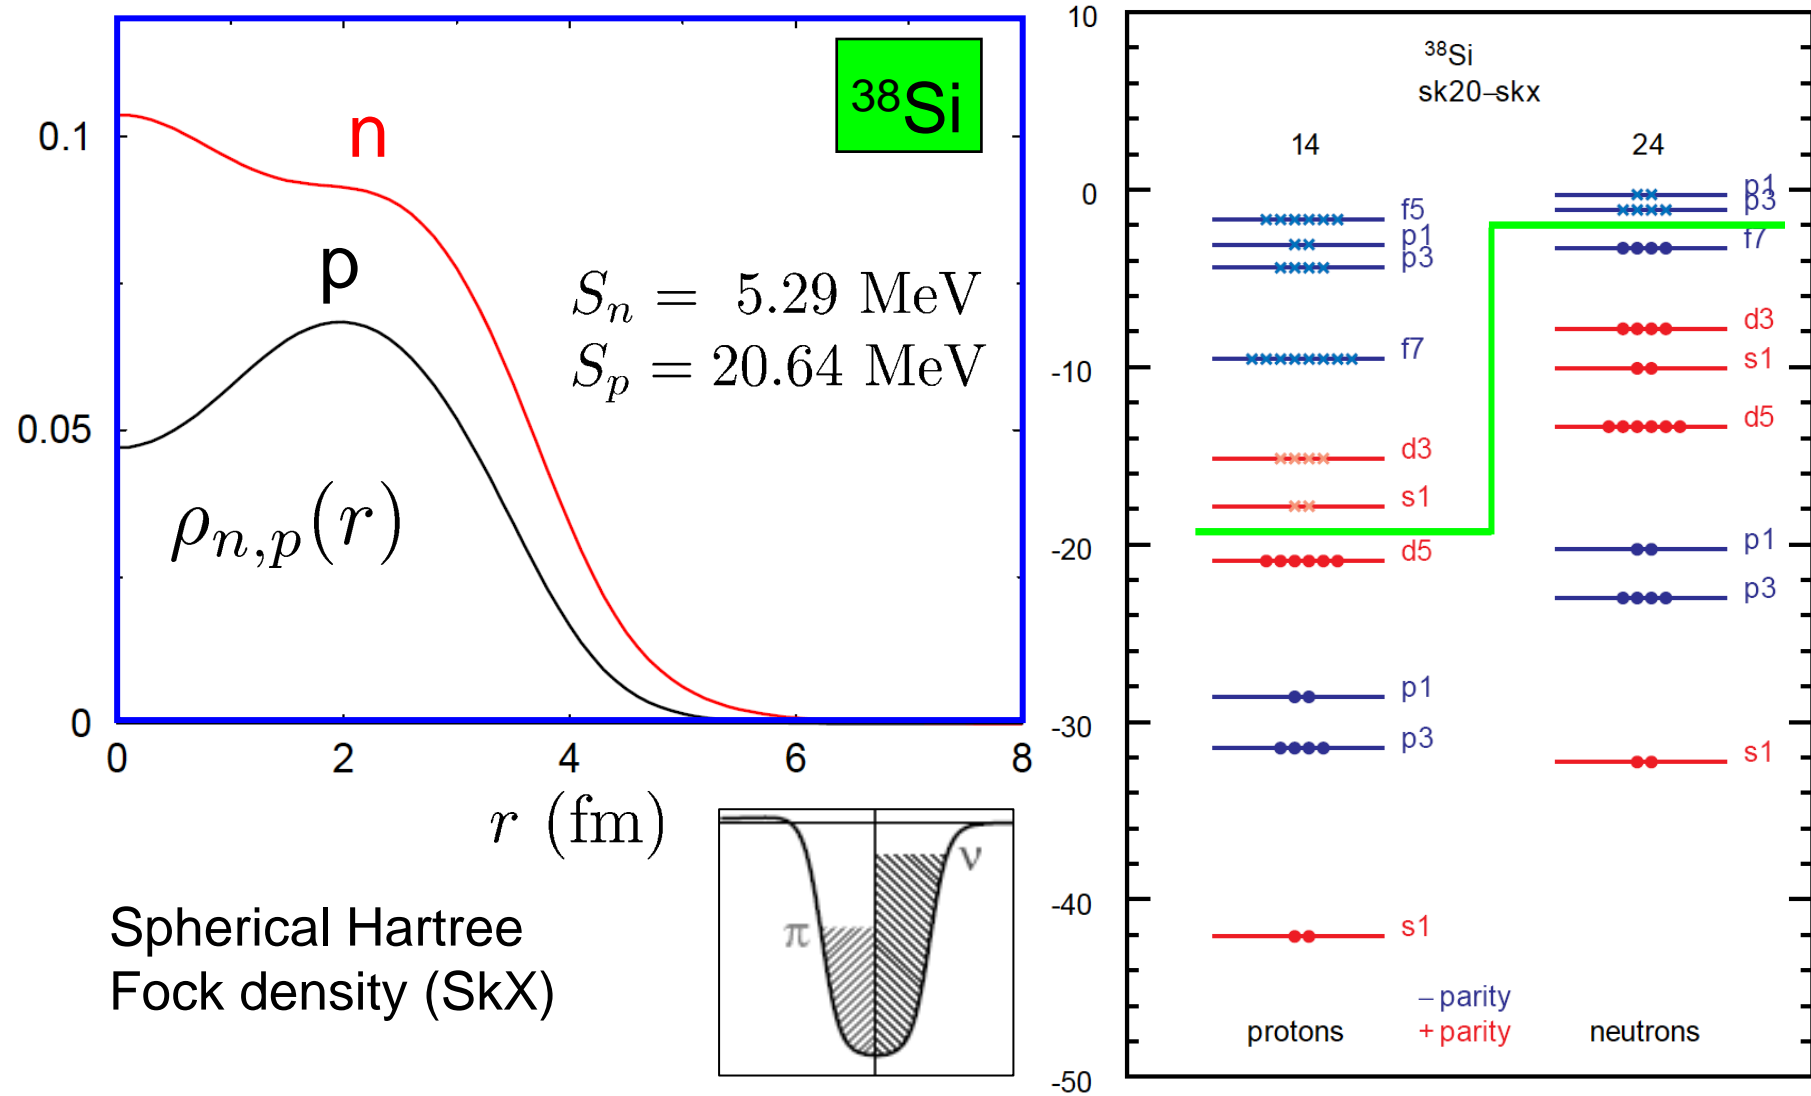 0.1
0.05
0
0
2
4
6
8
n
p
³⁸Si
Sₙ = 5.29 MeV
Sₚ = 20.64 MeV
ρₙ,ₚ(r)
r (fm)
Spherical Hartree
Fock density (SkX)
π
ν
10
0
-10
-20
-30
-40
-50
³⁸Si
sk20–skx
14
24
f5
p1
p3
f7
d3
s1
d5
p1
p3
s1
p1
p3
f7
d3
s1
d5
p1
p3
s1
– parity
+ parity
protons
neutrons